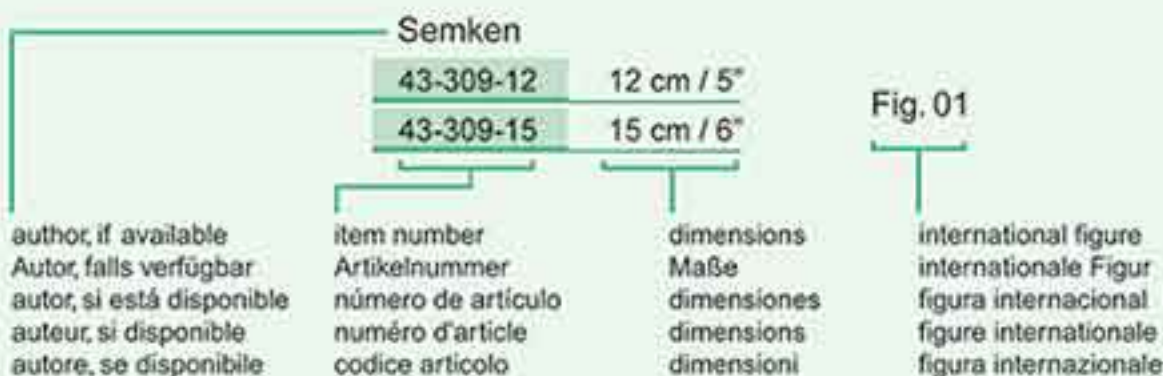 Semken
43-309-12 12 cm / 5"
43-309-15 15 cm / 6"
Fig. 01
author, if available
Autor, falls verfügbar
autor, si está disponible
auteur, si disponible
autore, se disponibile
item number
Artikelnummer
número de artículo
numéro d'article
codice articolo
dimensions
Maße
dimensiones
dimensions
dimensioni
international figure
internationale Figur
figura internacional
figure internationale
figura internazionale